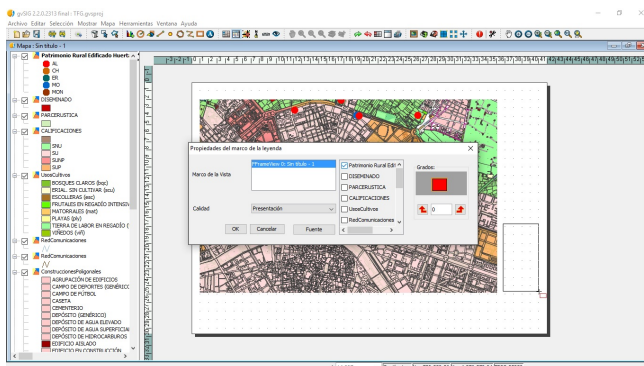 gvSIG 2.2.0.2313 final : TFG.gvsproj
Archivo Editar Selección Mostrar Mapa Herramientas Ventana Ayuda
Mapa : Sin título - 1
Patrimonio Rural Edificado Huert
AL
CH
ER
MO
MON
DISEMINADO
PARCERUSTICA
CALIFICACIONES
SNU
SU
SUNP
SUP
UsosCultivos
BOSQUES CLAROS (bqc)
ERIAL. SIN CULTIVAR (ecu)
ESCOLLERAS (esc)
FRUTALES EN REGADÍO INTENSIV
MATORRALES (mat)
PLAYAS (ply)
TIERRA DE LABOR EN REGADÍO (
VIÑEDOS (vñ)
RedComunicaciones
RedComunicaciones
ConstruccionesPoligonales
AGRUPACIÓN DE EDIFICIOS
CAMPO DE DEPORTES (GENÉRICO
CAMPO DE FÚTBOL
CASETA
CEMENTERIO
DEPÓSITO (GENÉRICO)
DEPÓSITO DE AGUA ELEVADO
DEPÓSITO DE AGUA SUPERFICIAL
DEPÓSITO DE HIDROCARBUROS
EDIFICIO AISLADO
EDIFICIO EN CONSTRUCCIÓN
Propiedades del marco de la leyenda
Marco de la Vista
FFrameView 0: Sin título - 1
Patrimonio Rural Edifi
DISEMINADO
PARCERUSTICA
CALIFICACIONES
UsosCultivos
RedComunicaciones
Grados:
0
Calidad
Presentación
OK Cancelar Fuente